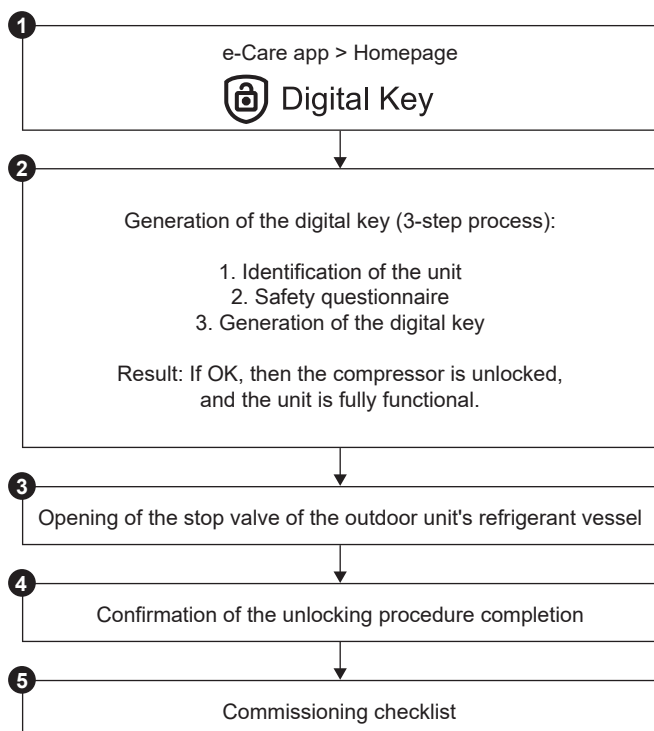 1
e-Care app > Homepage
Digital Key
2
Generation of the digital key (3-step process):
1. Identification of the unit
2. Safety questionnaire
3. Generation of the digital key
Result: If OK, then the compressor is unlocked,
and the unit is fully functional.
3
Opening of the stop valve of the outdoor unit's refrigerant vessel
4
Confirmation of the unlocking procedure completion
5
Commissioning checklist